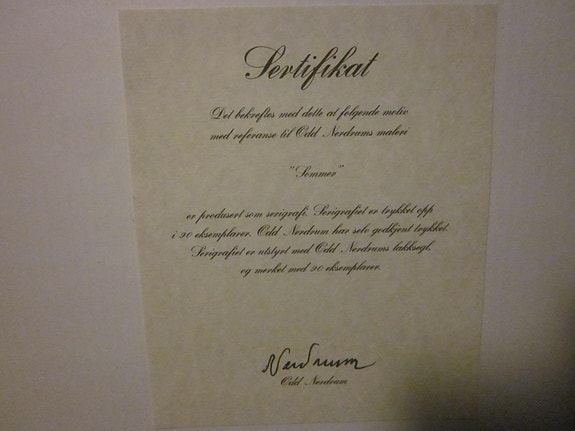 Sertifikat
Det bekreftes med dette at følgende motiv
med referanse til Odd Nerdrums maleri
"Sommer"
er produsert som serigrafi. Serigrafiet er trykket opp
i 90 eksemplarer. Odd Nerdrum har selv godkjent trykket.
Serigrafiet er utstyrt med Odd Nerdrums lakksegl,
og merket med 90 eksemplarer.
Nerdrum
Odd Nerdrum